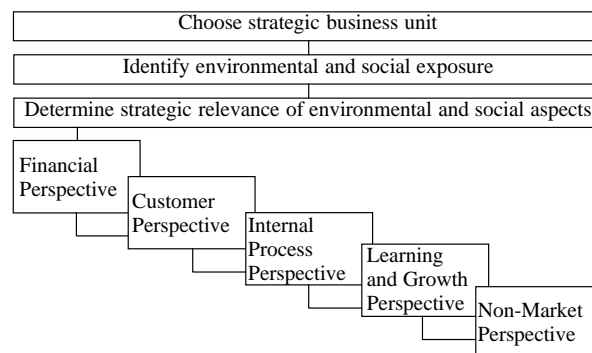 Choose strategic business unit
Identify environmental and social exposure
Determine strategic relevance of environmental and social aspects
Financial
Perspective
Customer
Perspective
Internal
Process
Perspective
Learning
and Growth
Perspective
Non-Market
Perspective